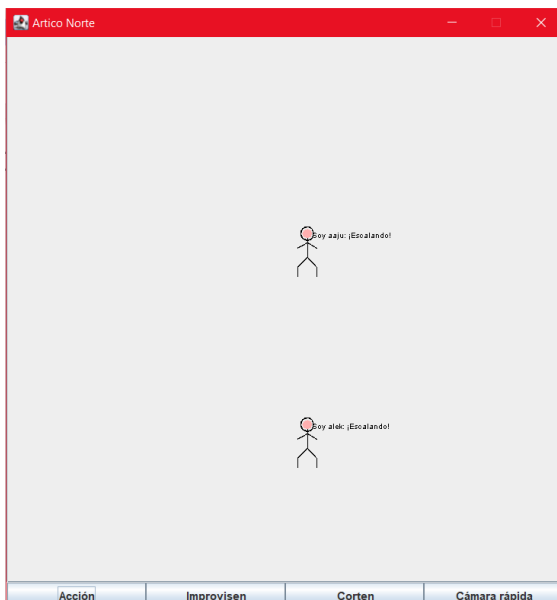 Artico Norte
Soy aaju: ¡Escalando!
Soy alek: ¡Escalando!
Acción Improvisen Corten Cámara rápida